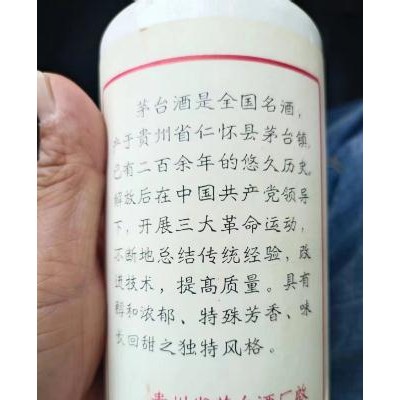 茅台酒是全国名酒，
产于贵州省仁怀县茅台镇，
已有二百余年的悠久历史。
解放后在中国共产党领导
下，开展三大革命运动，
不断地总结传统经验，改
进技术，提高质量。具有
醇和浓郁、特殊芳香、味
长回甜之独特风格。
贵州省茅台酒厂敬